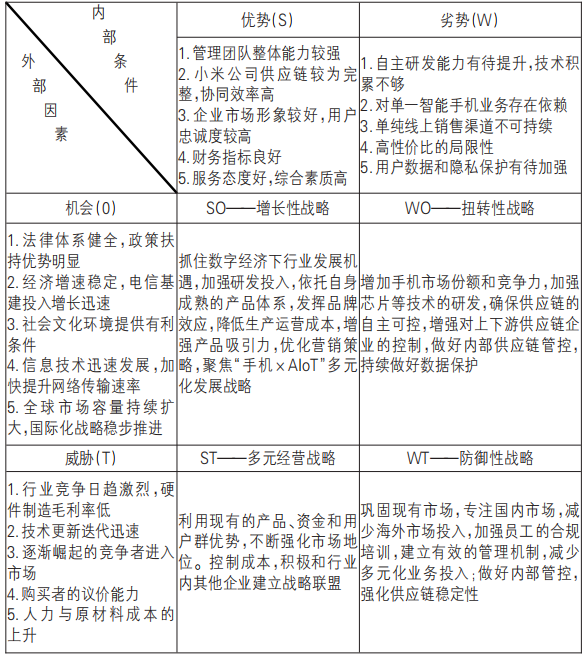 内部条件
外部因素
优势(S)
劣势(W)
1.管理团队整体能力较强
2.小米公司供应链较为完
整,协同效率高
3.企业市场形象较好,用户
忠诚度较高
4.财务指标良好
5.服务态度好,综合素质高
1.自主研发能力有待提升,技术积
累不够
2.对单一智能手机业务存在依赖
3.单纯线上销售渠道不可持续
4.高性价比的局限性
5.用户数据和隐私保护有待加强
机会(0)
SO——增长性战略
WO——扭转性战略
1.法律体系健全,政策扶
持优势明显
2.经济增速稳定,电信基
建投入增长迅速
3.社会文化环境提供有利
条件
4.信息技术迅速发展,加
快提升网络传输速率
5.全球市场容量持续扩
大,国际化战略稳步推进
抓住数字经济下行业发展机
遇,加强研发投入,依托自身
成熟的产品体系,发挥品牌
效应,降低生产运营成本,增
强产品吸引力,优化营销策
略,聚焦“手机×AIoT”多元
化发展战略
增加手机市场份额和竞争力,加强
芯片等技术的研发,确保供应链的
自主可控,增强对上下游供应链企
业的控制,做好内部供应链管控,
持续做好数据保护
威胁(T)
ST——多元经营战略
WT——防御性战略
1.行业竞争日趋激烈,硬
件制造毛利率低
2.技术更新迭代迅速
3.逐渐崛起的竞争者进入
市场
4.购买者的议价能力
5.人力与原材料成本的
上升
利用现有的产品、资金和用
户群优势,不断强化市场地
位。控制成本,积极和行业
内其他企业建立战略联盟
巩固现有市场,专注国内市场,减
少海外市场投入,加强员工的合规
培训,建立有效的管理机制,减少
多元化业务投入;做好内部管控,
强化供应链稳定性